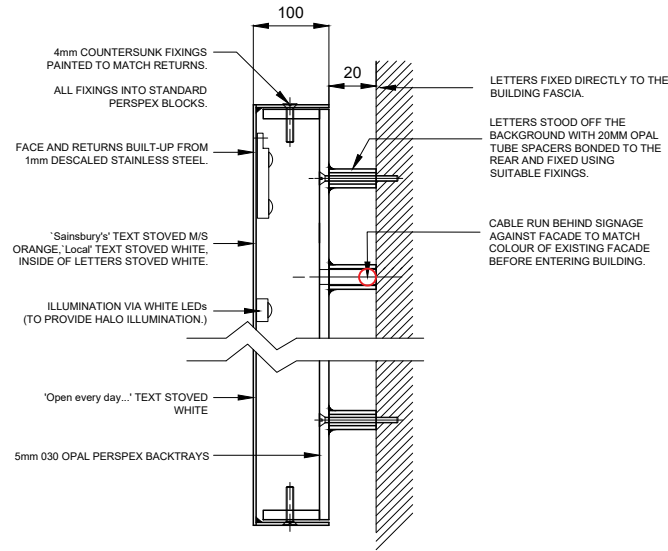 100
20
4mm COUNTERSUNK FIXINGS
PAINTED TO MATCH RETURNS.
ALL FIXINGS INTO STANDARD
PERSPEX BLOCKS.
FACE AND RETURNS BUILT-UP FROM
1mm DESCALED STAINLESS STEEL.
`Sainsbury's' TEXT STOVED M/S
ORANGE,`Local' TEXT STOVED WHITE,
INSIDE OF LETTERS STOVED WHITE.
ILLUMINATION VIA WHITE LEDs
(TO PROVIDE HALO ILLUMINATION.)
'Open every day...' TEXT STOVED
WHITE
5mm 030 OPAL PERSPEX BACKTRAYS
LETTERS FIXED DIRECTLY TO THE
BUILDING FASCIA.
LETTERS STOOD OFF THE
BACKGROUND WITH 20MM OPAL
TUBE SPACERS BONDED TO THE
REAR AND FIXED USING
SUITABLE FIXINGS.
CABLE RUN BEHIND SIGNAGE
AGAINST FACADE TO MATCH
COLOUR OF EXISTING FACADE
BEFORE ENTERING BUILDING.